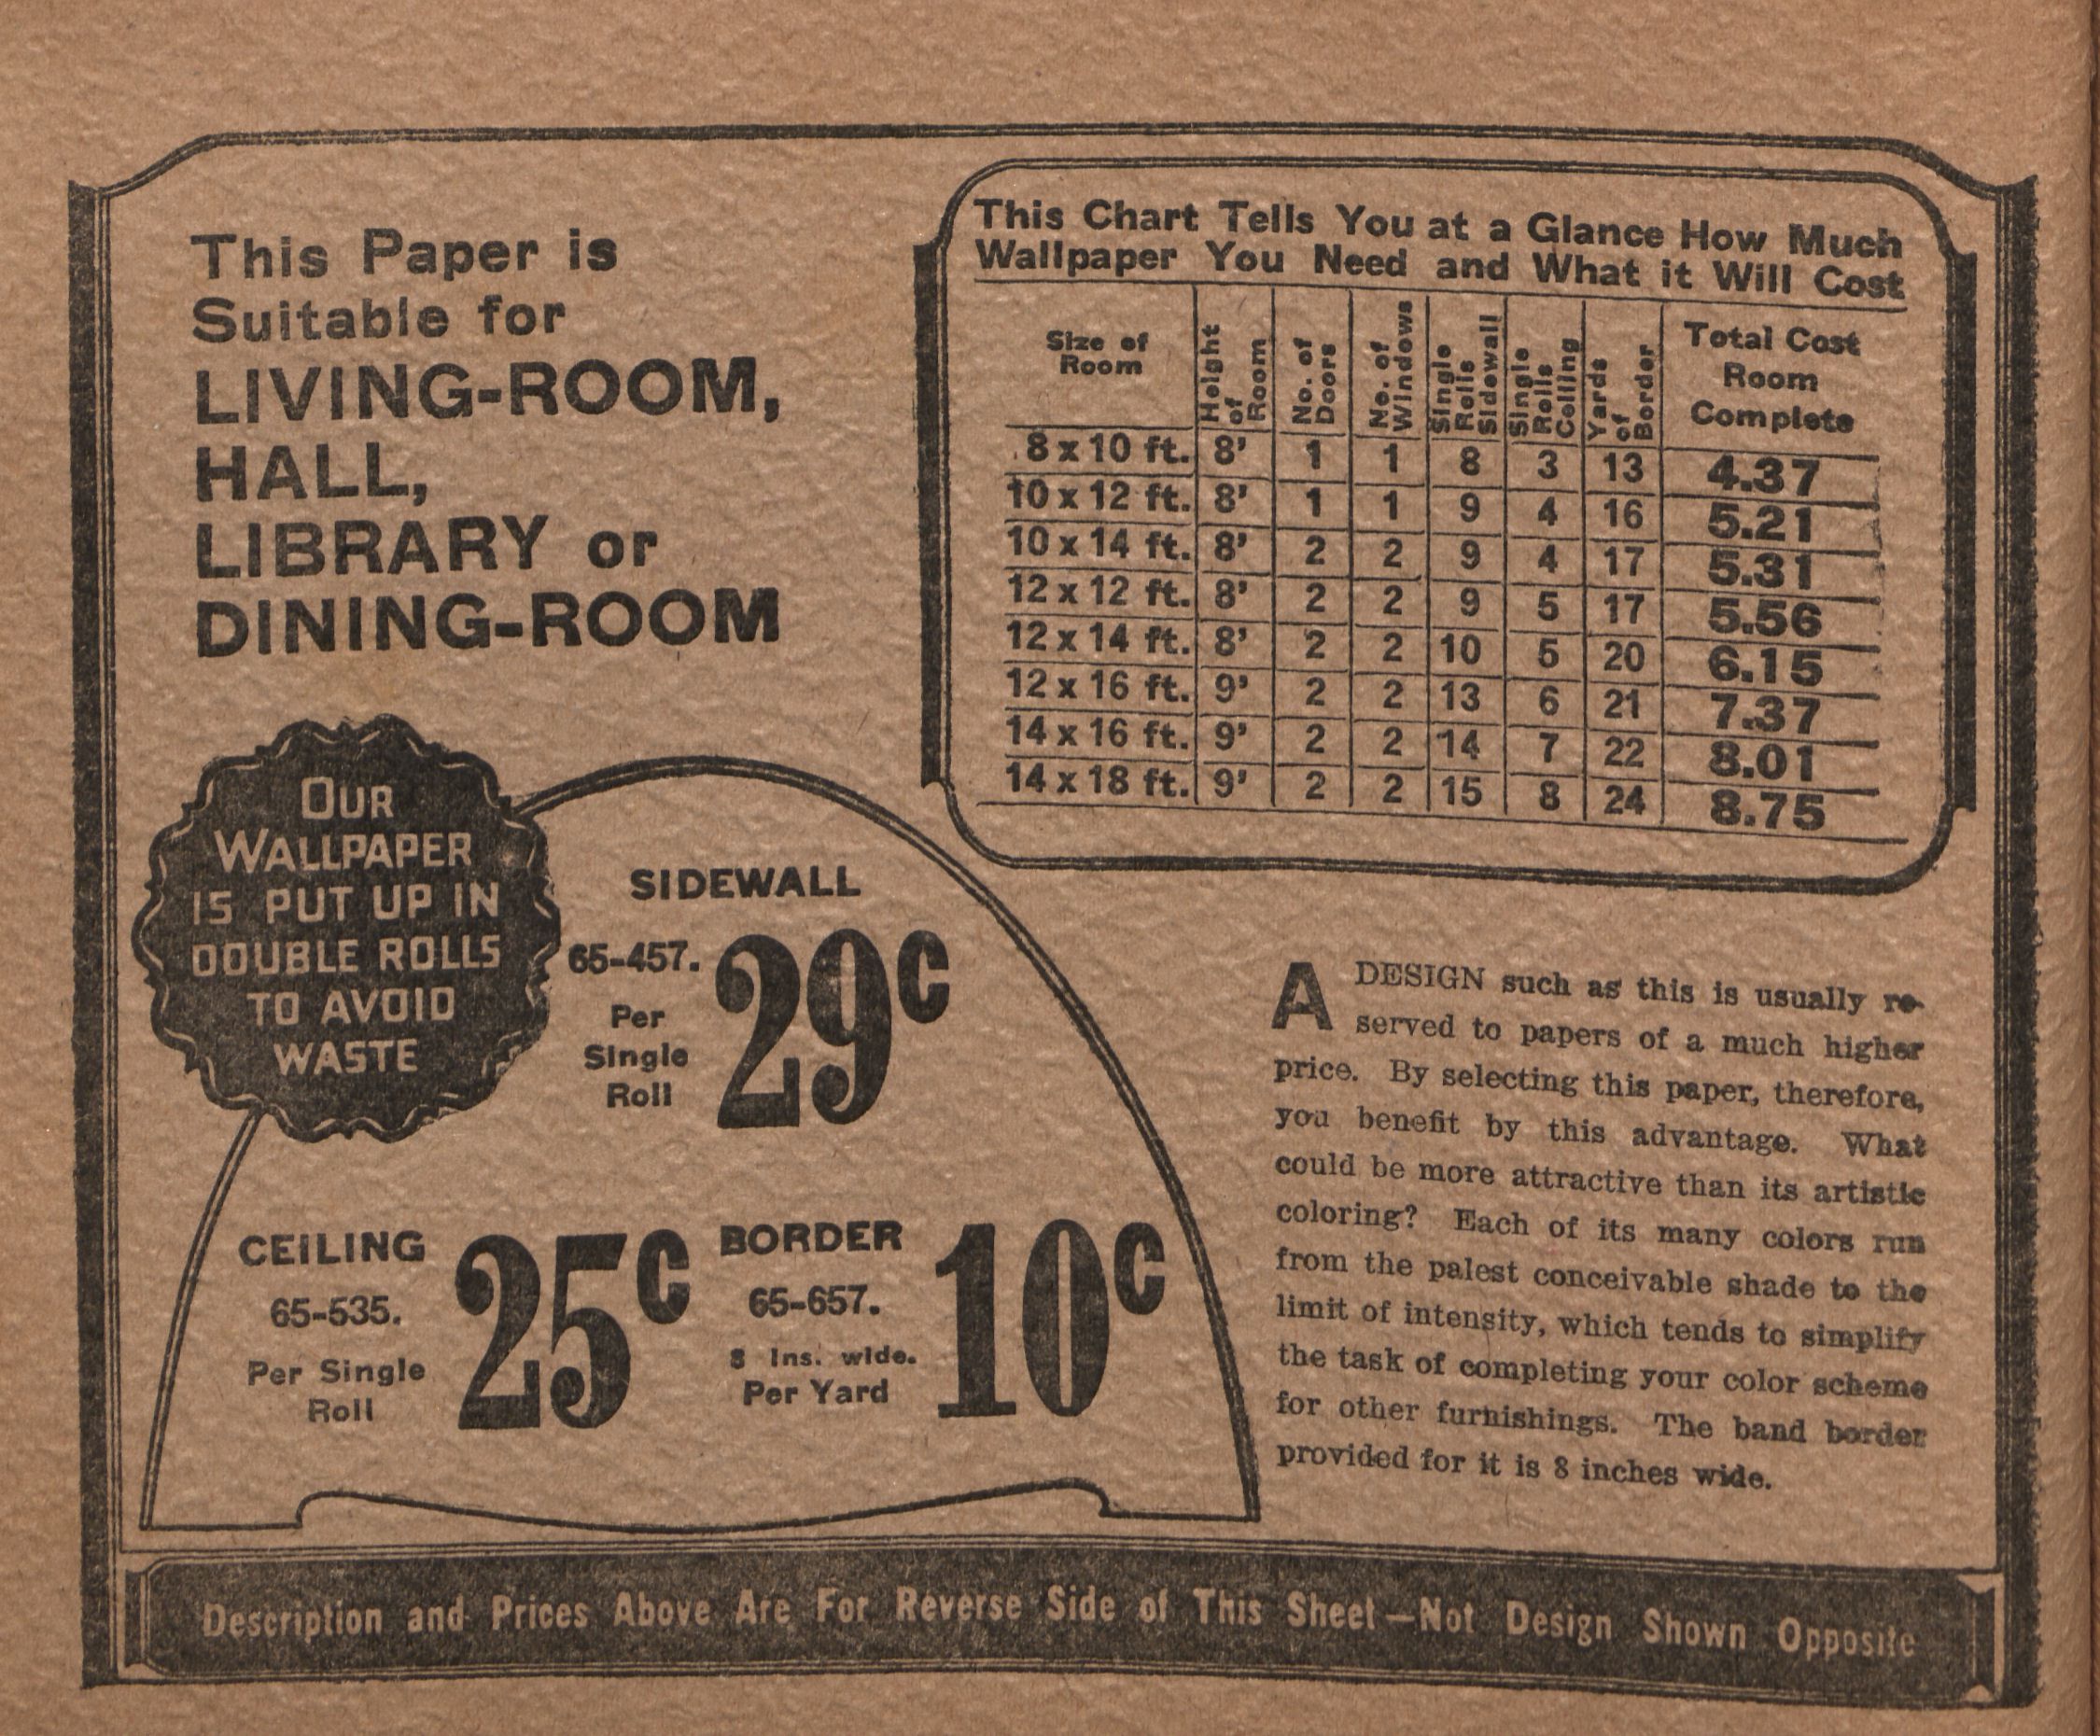 This Paper is
Suitable for
LIVING-ROOM,
HALL,
LIBRARY or
DINING-ROOM
This Chart Tells You at a Glance How Much
Wallpaper You Need and What it Will Cost
Size of Room | Height of Room | No. of Doors | No. of Windows | Single Rolls Sidewall | Single Rolls Ceiling | Yards of Border | Total Cost Room Complete
8 x 10 ft. 8' 1 1 8 3 13 4.37
10 x 12 ft. 8' 1 1 9 4 16 5.21
10 x 14 ft. 8' 2 2 9 4 17 5.31
12 x 12 ft. 8' 2 2 9 5 17 5.56
12 x 14 ft. 8' 2 2 10 5 20 6.15
12 x 16 ft. 9' 2 2 13 6 21 7.37
14 x 16 ft. 9' 2 2 14 7 22 8.01
14 x 18 ft. 9' 2 2 15 8 24 8.75
OUR
WALLPAPER
IS PUT UP IN
DOUBLE ROLLS
TO AVOID
WASTE
SIDEWALL
65-457.
Per
Single
Roll
29c
CEILING
65-535.
Per Single
Roll
25c
BORDER
65-657.
8 Ins. wide.
Per Yard
10c
A DESIGN such as this is usually re-
served to papers of a much higher
price. By selecting this paper, therefore,
you benefit by this advantage. What
could be more attractive than its artistic
coloring? Each of its many colors run
from the palest conceivable shade to the
limit of intensity, which tends to simplify
the task of completing your color scheme
for other furnishings. The band border
provided for it is 8 inches wide.
Description and Prices Above Are For Reverse Side of This Sheet—Not Design Shown Opposite